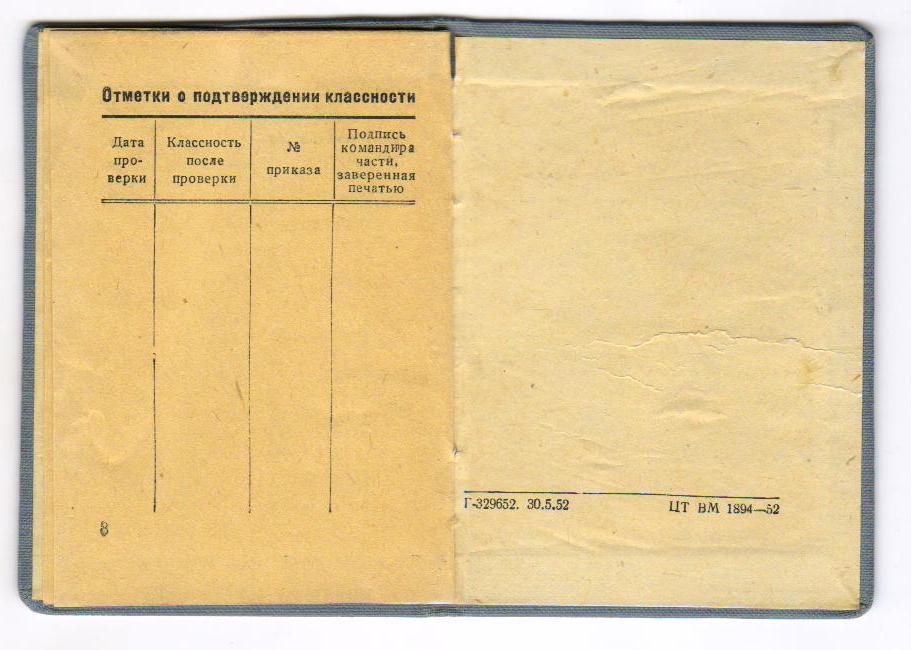 Отметки о подтверждении классности
Дата
про-
верки
Классность
после
проверки
№
приказа
Подпись
командира
части,
заверенная
печатью
8
Г-329652. 30.5.52
ЦТ ВМ 1894—52